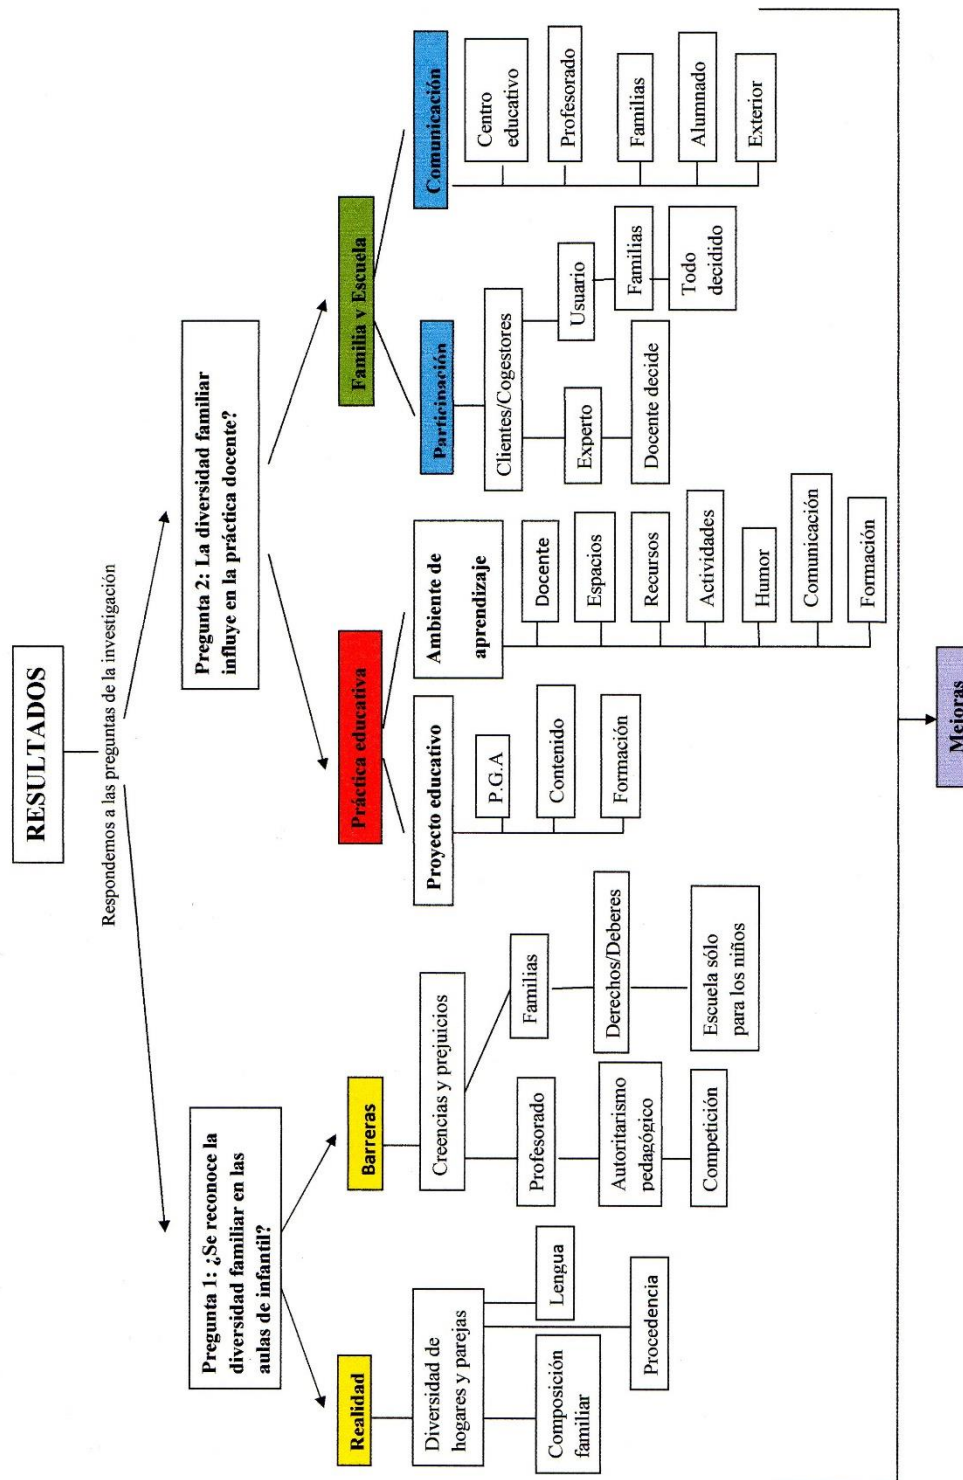 RESULTADOS
Respondemos a las preguntas de la investigación
Pregunta 1: ¿Se reconoce la
diversidad familiar en las
aulas de infantil?
Pregunta 2: La diversidad familiar
influye en la práctica docente?
Realidad
Diversidad de
hogares y parejas
Composición
familiar
Lengua
Procedencia
Barreras
Creencias y prejuicios
Profesorado
Autoritarismo
pedagógico
Competición
Familias
Derechos/Deberes
Escuela sólo
para los niños
Práctica educativa
Proyecto educativo
P.G.A
Contenido
Formación
Ambiente de
aprendizaje
Docente
Espacios
Recursos
Actividades
Humor
Comunicación
Formación
Familia y Escuela
Participación
Clientes/Cogestores
Experto
Docente decide
Usuario
Familias
Todo
decidido
Comunicación
Centro
educativo
Profesorado
Familias
Alumnado
Exterior
Mejoras